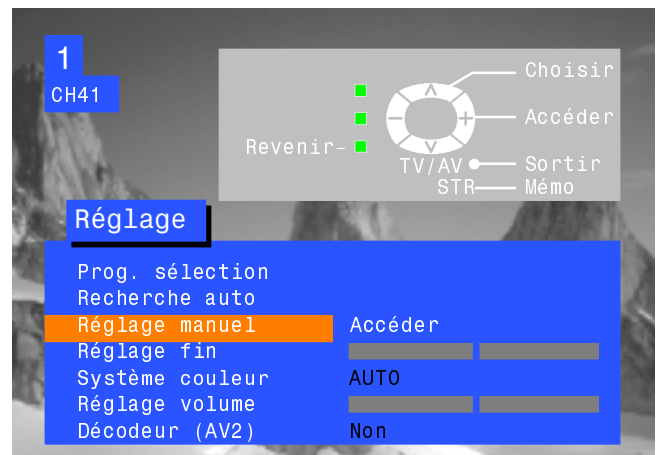 1
CH41
Choisir
Accéder
Revenir
TV/AV Sortir
STR Mémo
Réglage
Prog. sélection
Recherche auto
Réglage manuel Accéder
Réglage fin
Système couleur AUTO
Réglage volume
Décodeur (AV2) Non